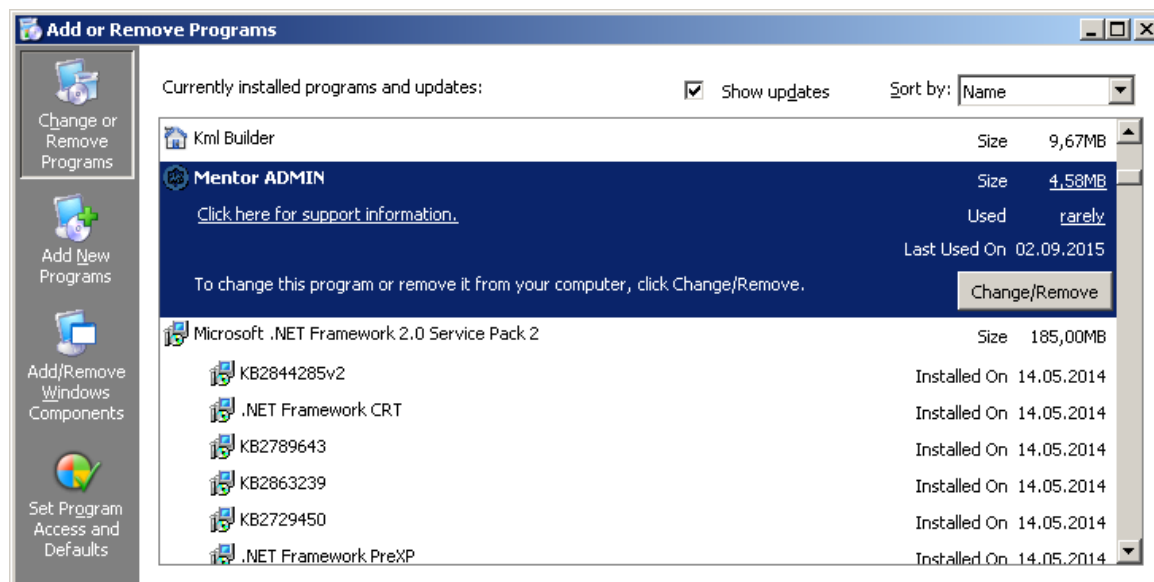 Add or Remove Programs
Change or
Remove
Programs
Add New
Programs
Add/Remove
Windows
Components
Set Program
Access and
Defaults
Currently installed programs and updates:
Show updates
Sort by: Name
Kml Builder Size 9,67MB
Mentor ADMIN Size 4,58MB
Click here for support information. Used rarely
Last Used On 02.09.2015
To change this program or remove it from your computer, click Change/Remove. Change/Remove
Microsoft .NET Framework 2.0 Service Pack 2 Size 185,00MB
KB2844285v2 Installed On 14.05.2014
.NET Framework CRT Installed On 14.05.2014
KB2789643 Installed On 14.05.2014
KB2863239 Installed On 14.05.2014
KB2729450 Installed On 14.05.2014
.NET Framework PreXP Installed On 14.05.2014